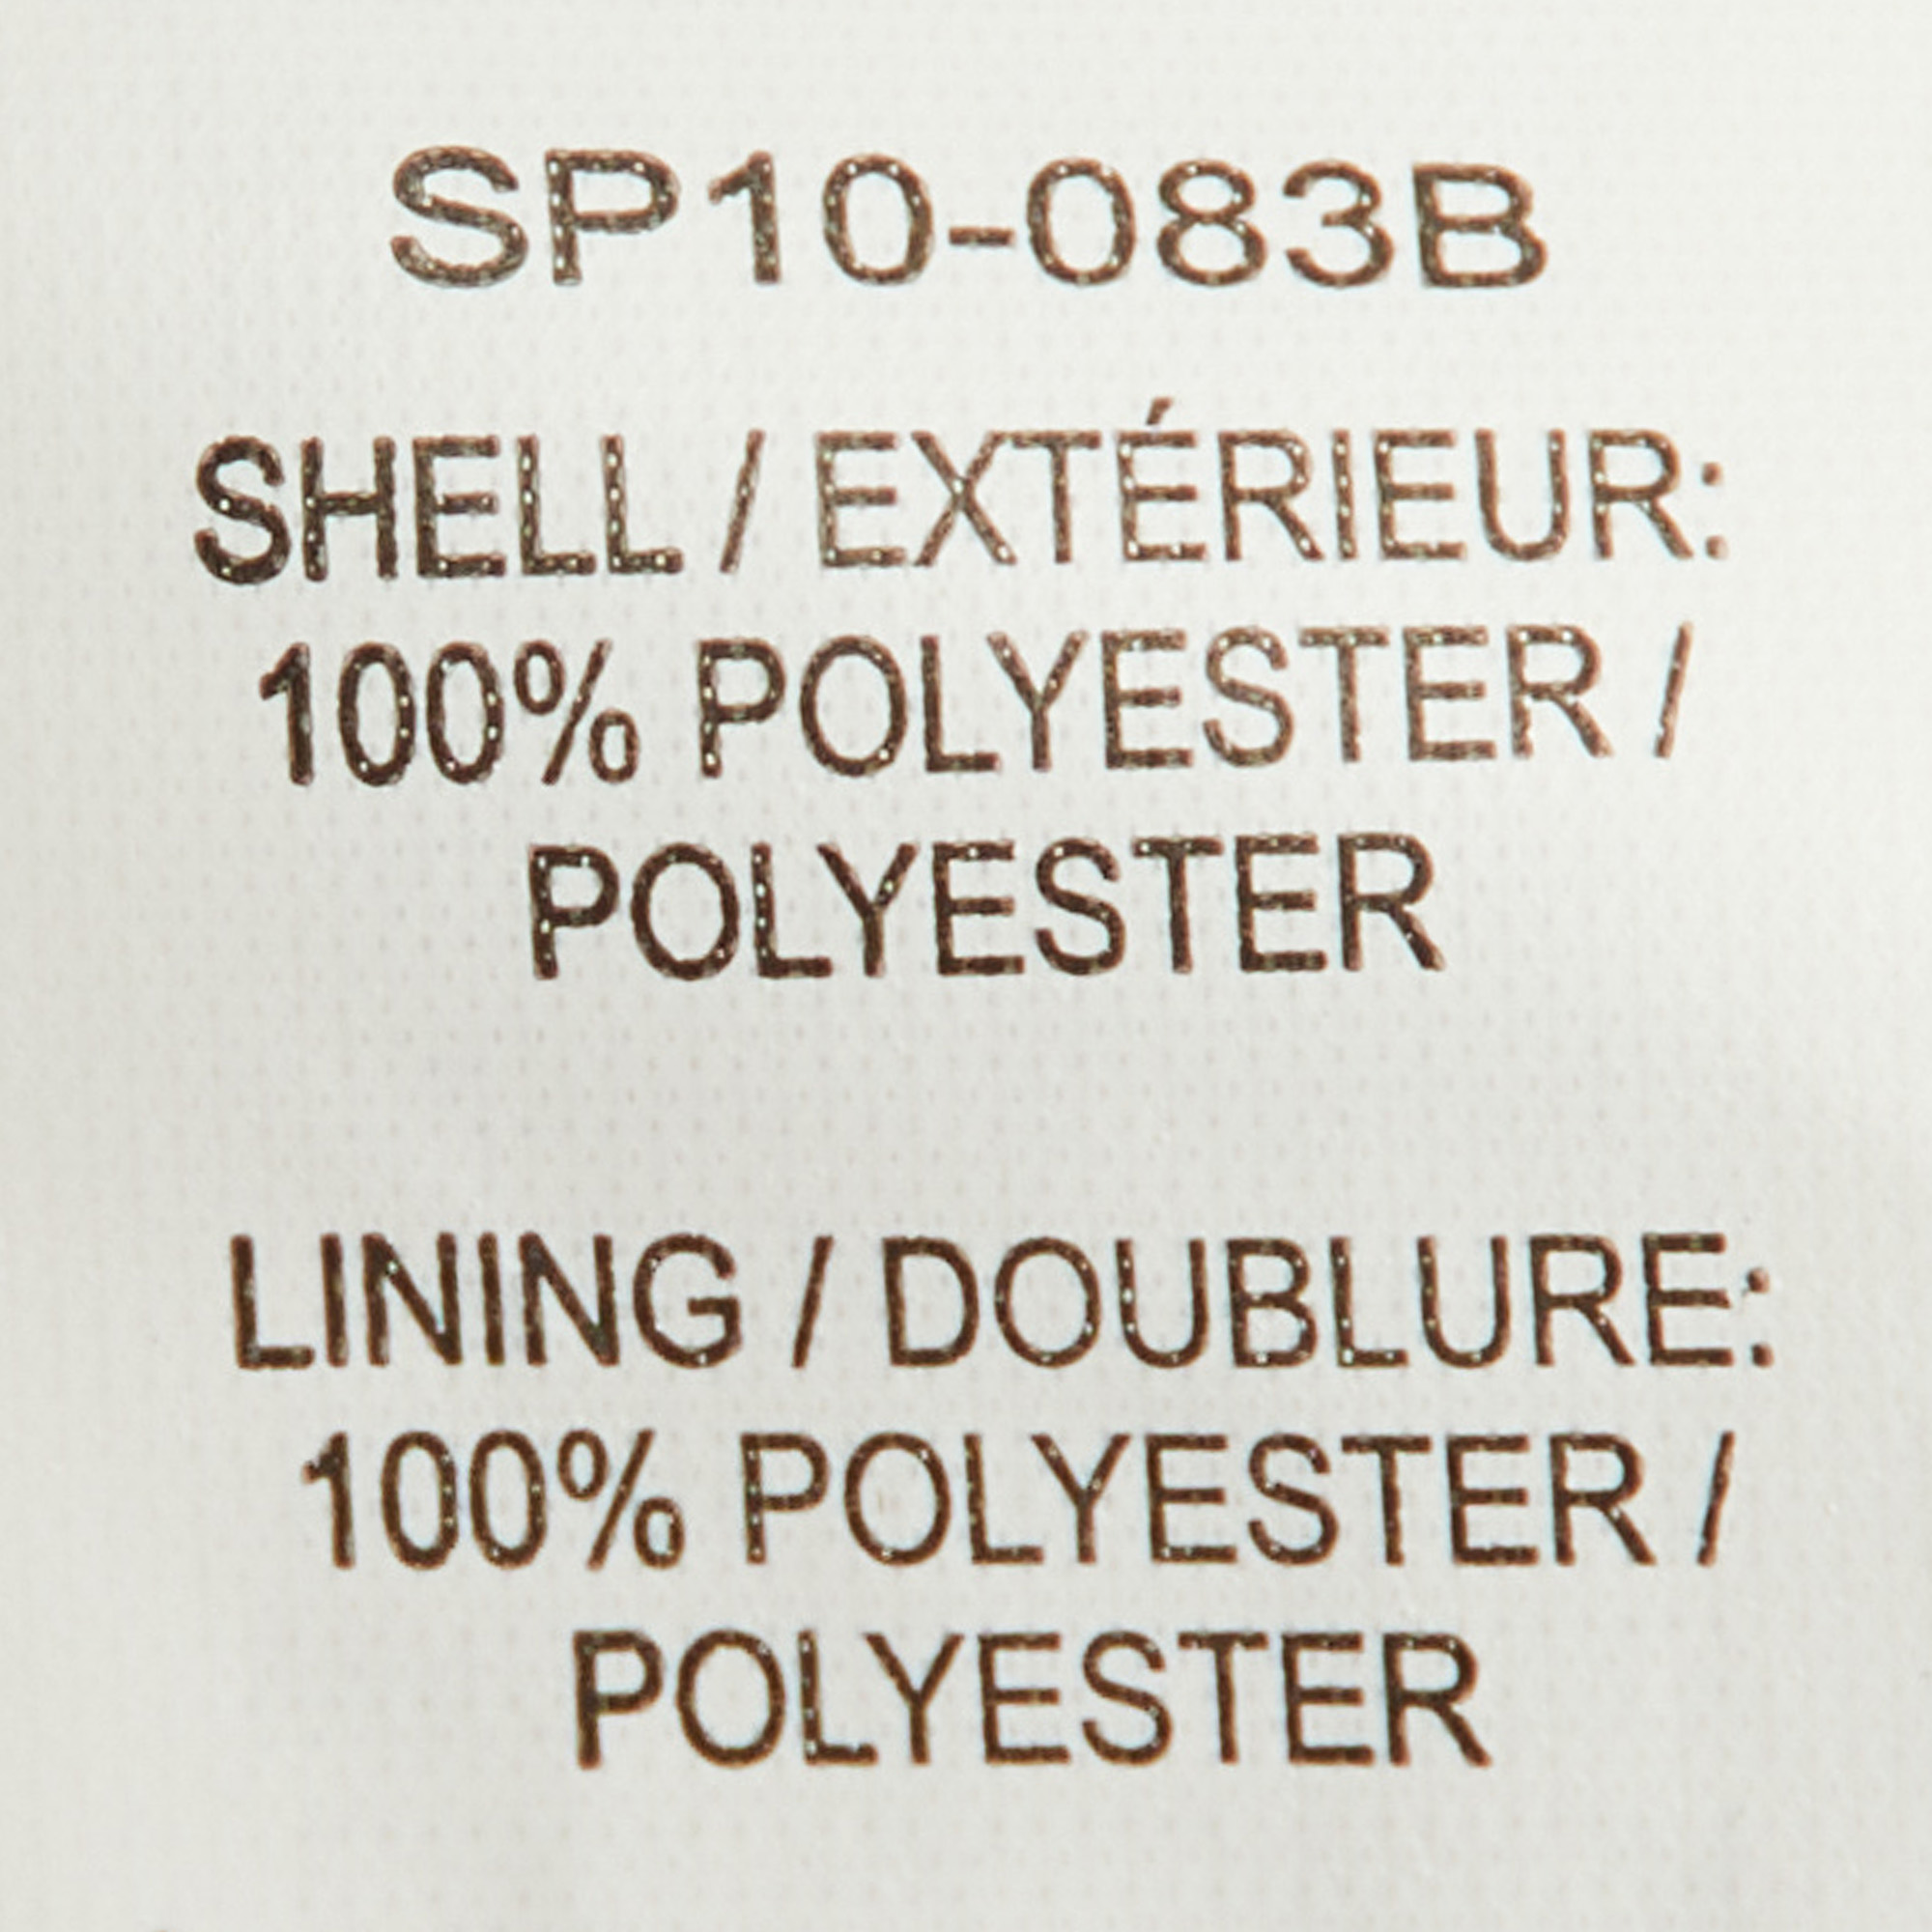 SP10-083B
SHELL / EXTÉRIEUR:
100% POLYESTER /
POLYESTER
LINING / DOUBLURE:
100% POLYESTER /
POLYESTER